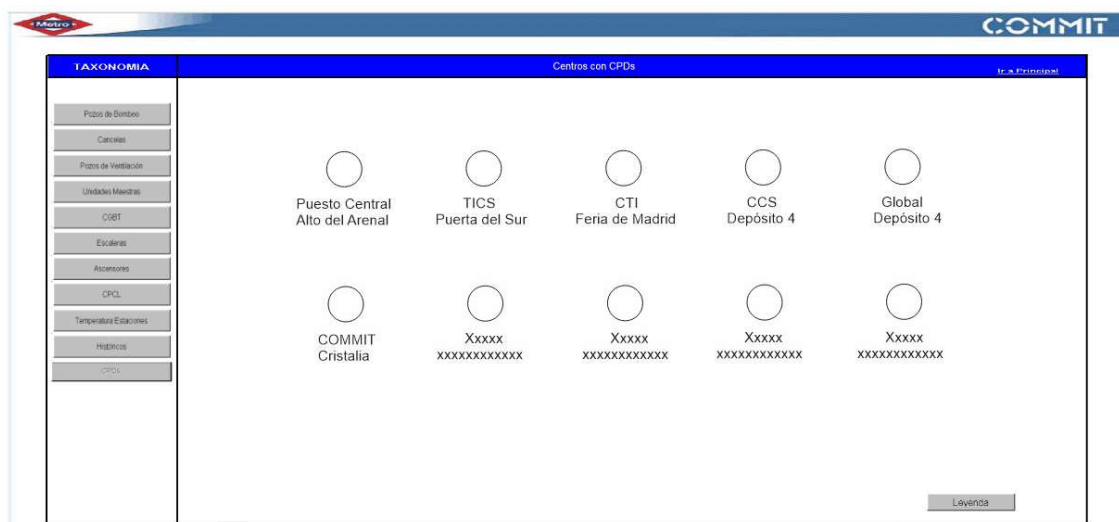 Metro
COMMIT
TAXONOMIA
Centros con CPDs
Ir a Principal
Pozos de Bombeo
Cancelas
Pozos de Ventilación
Unidades Maestras
CGBT
Escaleras
Ascensores
CPCL
Temperatura Estaciones
Históricos
CPDs
Puesto Central
Alto del Arenal
TICS
Puerta del Sur
CTI
Feria de Madrid
CCS
Depósito 4
Global
Depósito 4
COMMIT
Cristalia
Xxxxx
xxxxxxxxxxxx
Xxxxx
xxxxxxxxxxxx
Xxxxx
xxxxxxxxxxxx
Xxxxx
xxxxxxxxxxxx
Leyenda